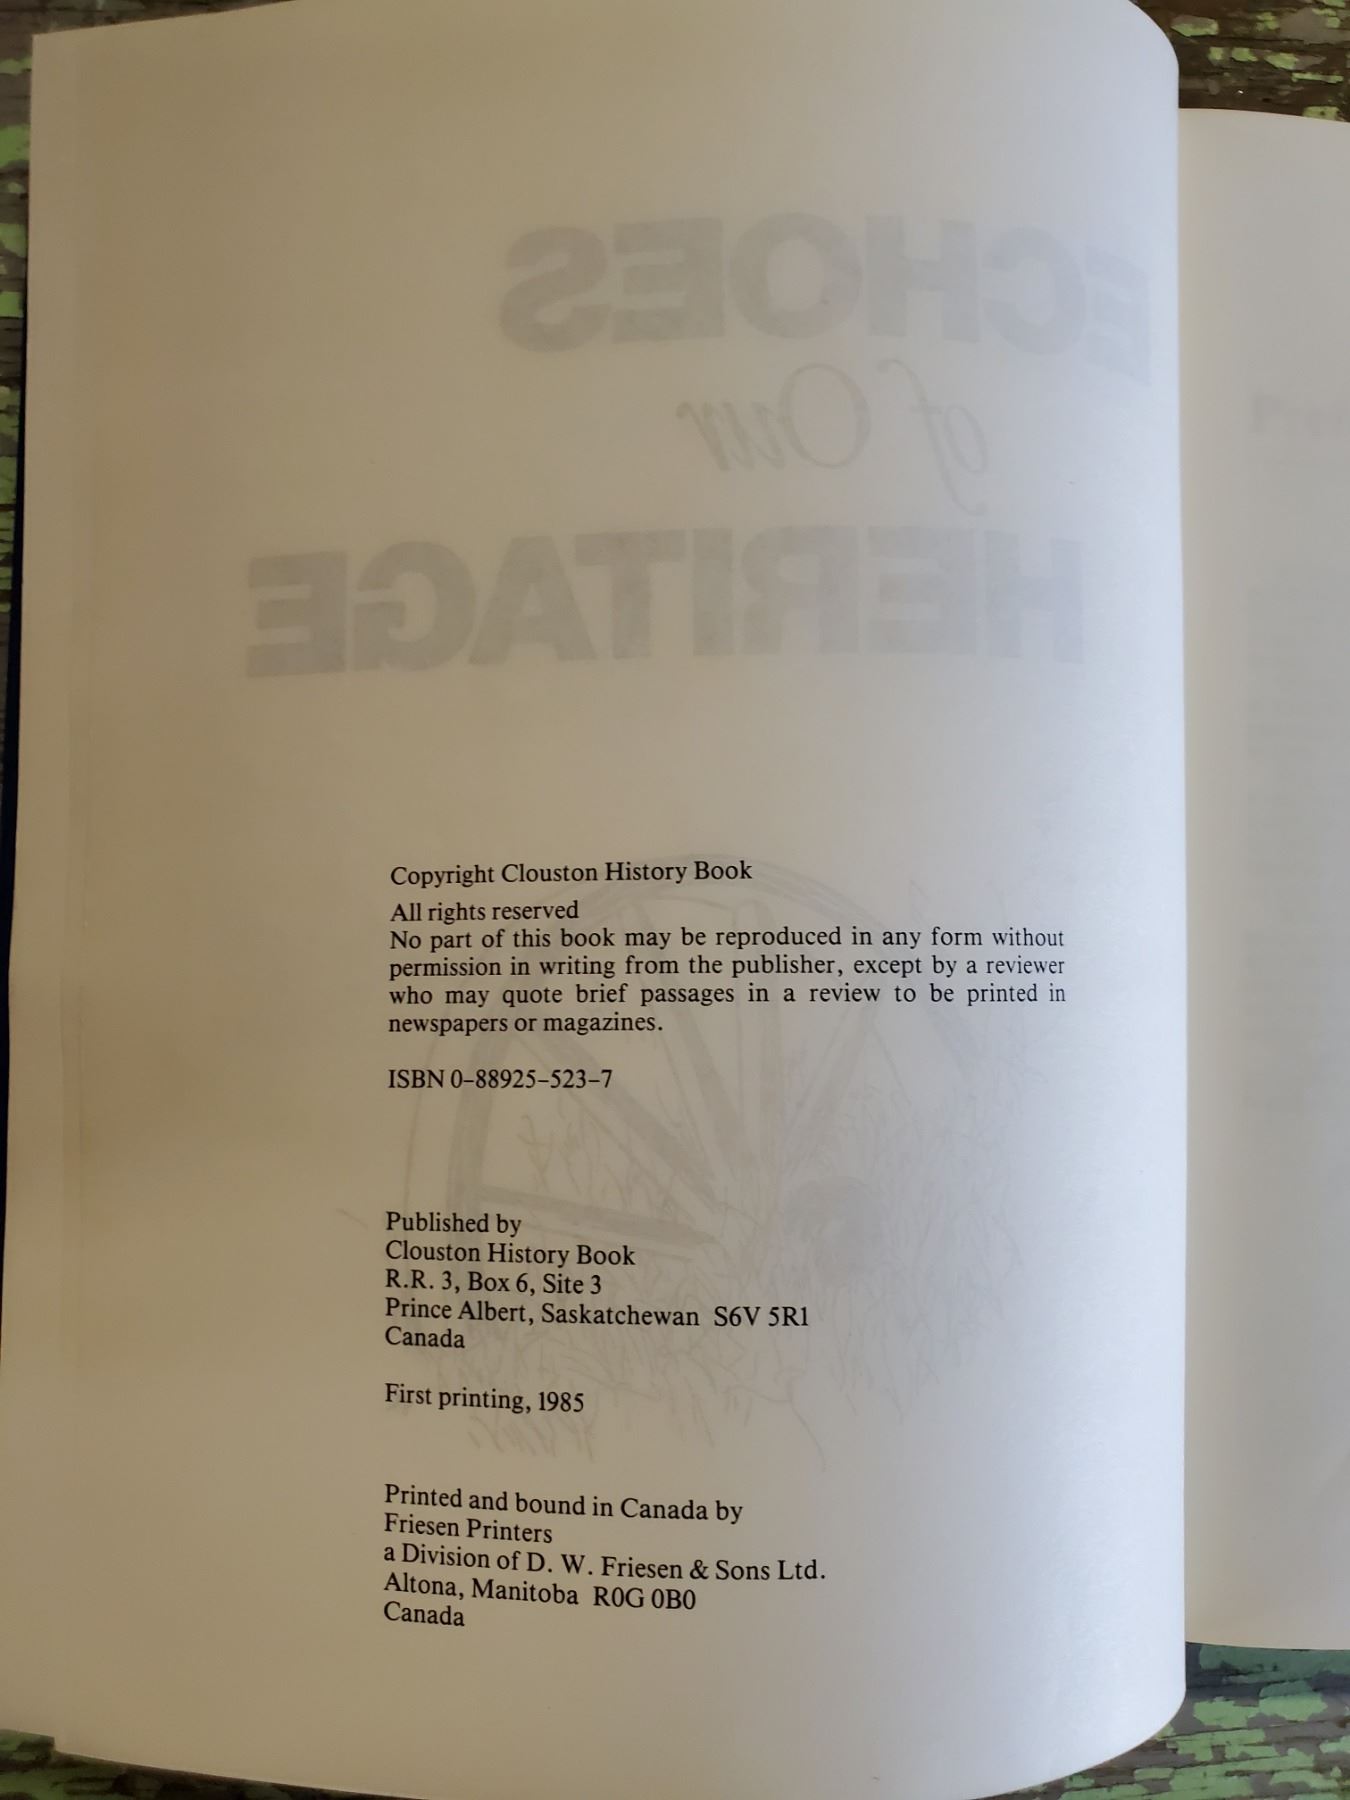 ECHOES
of Our
HERITAGE
Copyright Clouston History Book
All rights reserved
No part of this book may be reproduced in any form without
permission in writing from the publisher, except by a reviewer
who may quote brief passages in a review to be printed in
newspapers or magazines.
ISBN 0-88925-523-7
Published by
Clouston History Book
R.R. 3, Box 6, Site 3
Prince Albert, Saskatchewan S6V 5R1
Canada
First printing, 1985
Printed and bound in Canada by
Friesen Printers
a Division of D. W. Friesen & Sons Ltd.
Altona, Manitoba R0G 0B0
Canada